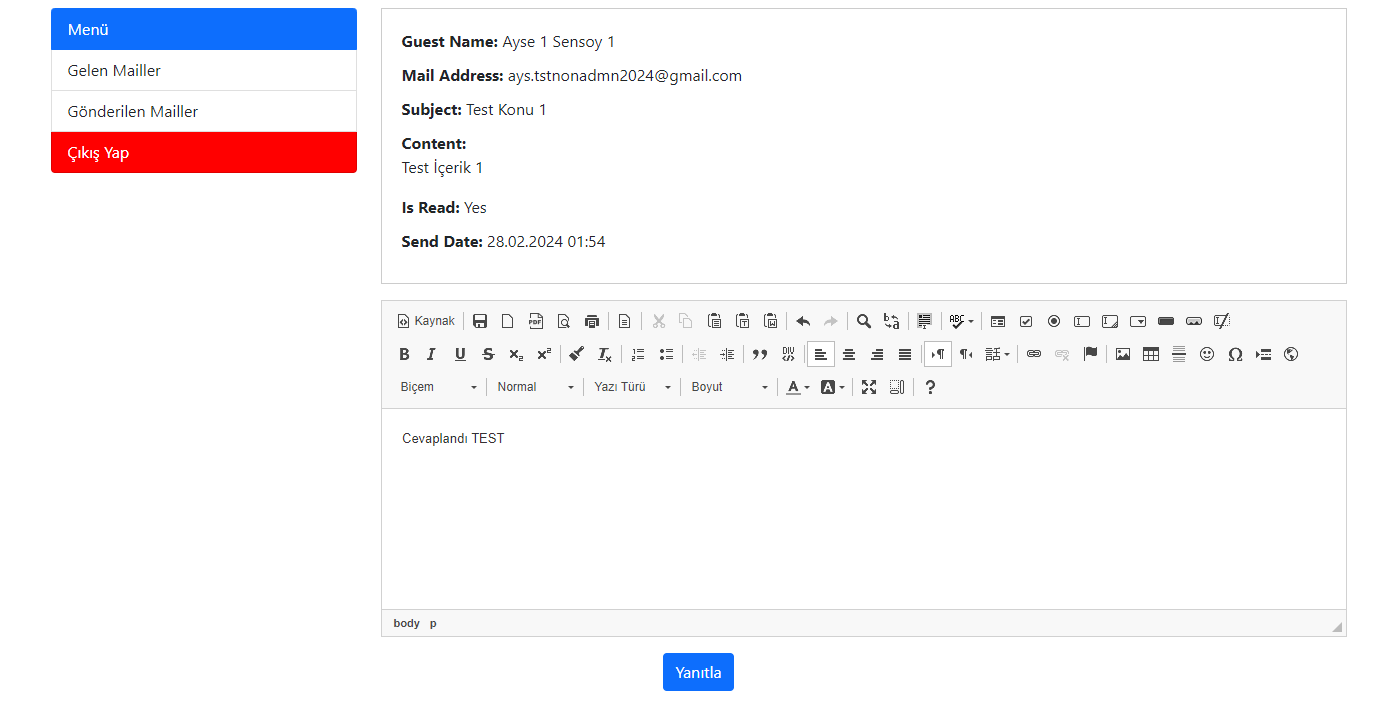 Menü
Gelen Mailler
Gönderilen Mailler
Çıkış Yap
Guest Name: Ayse 1 Sensoy 1
Mail Address: ays.tstnonadmn2024@gmail.com
Subject: Test Konu 1
Content:
Test İçerik 1
Is Read: Yes
Send Date: 28.02.2024 01:54
Kaynak
Biçem Normal Yazı Türü Boyut
Cevaplandı TEST
body p
Yanıtla